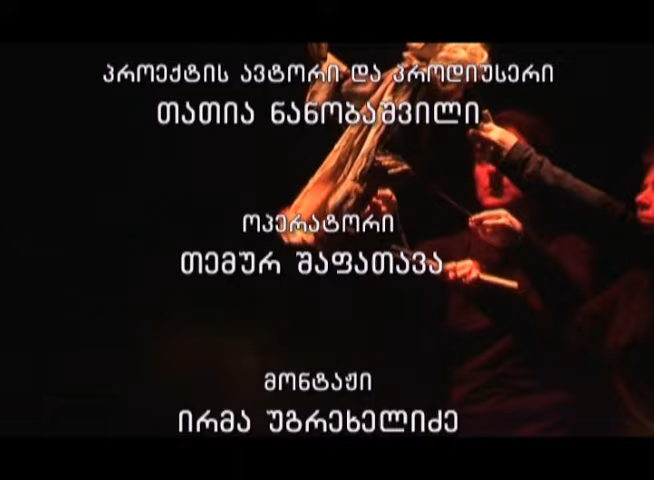 პროექტის ავტორი და პროდიუსერი
თათია ნანობაშვილი
ოპერატორი
თემურ შაფათავა
მონტაჟი
ირმა უგრეხელიძე